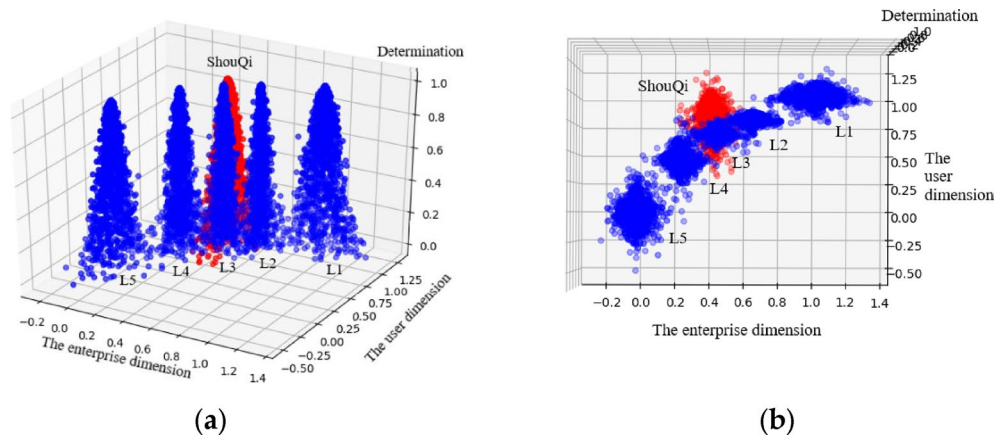 Determination
ShouQi
1.0
0.8
0.6
0.4
0.2
0.0
L5
L4
L3
L2
L1
−0.2
0.0
0.2
0.4
0.6
0.8
1.0
1.2
1.4
The enterprise dimension
−0.50
−0.25
0.00
0.25
0.50
0.75
1.00
1.25
The user dimension
(a)
Determination
ShouQi
L1
L2
L3
L4
L5
1.25
1.00
0.75
0.50
0.25
0.00
−0.25
−0.50
The
user
dimension
−0.2
0.0
0.2
0.4
0.6
0.8
1.0
1.2
1.4
The enterprise dimension
(b)